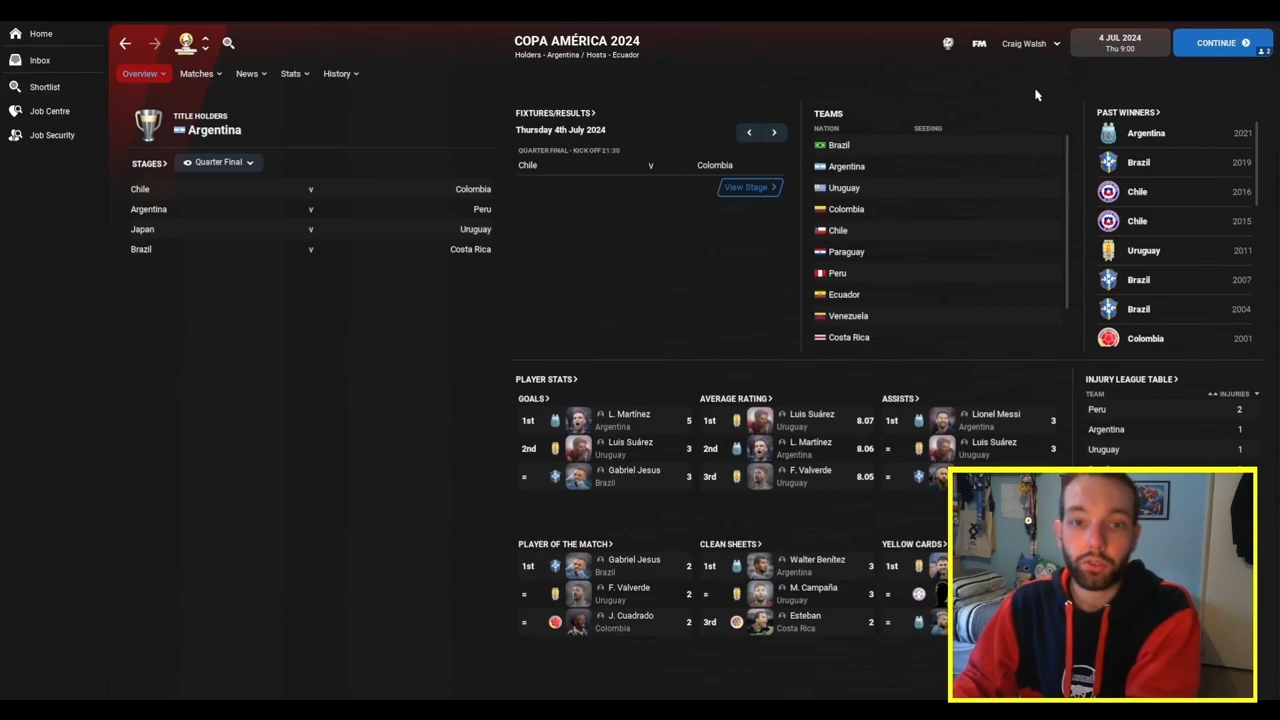 Home
Inbox
Shortlist
Job Centre
Job Security
COPA AMÉRICA 2024
Holders - Argentina / Hosts - Ecuador
FM
Craig Walsh
4 JUL 2024
Thu 9:00
CONTINUE
2
Overview
Matches
News
Stats
History
TITLE HOLDERS
Argentina
STAGES
Quarter Final
Chile v Colombia
Argentina v Peru
Japan v Uruguay
Brazil v Costa Rica
FIXTURES/RESULTS
Thursday 4th July 2024
QUARTER FINAL - KICK OFF 21:30
Chile v Colombia
View Stage
TEAMS
NATION SEEDING
Brazil
Argentina
Uruguay
Colombia
Chile
Paraguay
Peru
Ecuador
Venezuela
Costa Rica
PAST WINNERS
Argentina 2021
Brazil 2019
Chile 2016
Chile 2015
Uruguay 2011
Brazil 2007
Brazil 2004
Colombia 2001
PLAYER STATS
GOALS
1st L. Martínez 5
Argentina
2nd Luis Suárez 3
Uruguay
= Gabriel Jesus 3
Brazil
AVERAGE RATING
1st Luis Suárez 8.07
Uruguay
2nd L. Martínez 8.06
Argentina
3rd F. Valverde 8.05
Uruguay
ASSISTS
1st Lionel Messi 3
Argentina
= Luis Suárez 3
Uruguay
=
INJURY LEAGUE TABLE
TEAM INJURIES
Peru 2
Argentina 1
Uruguay 1
PLAYER OF THE MATCH
1st Gabriel Jesus 2
Brazil
= F. Valverde 2
Uruguay
= J. Cuadrado 2
Colombia
CLEAN SHEETS
1st Walter Benítez 3
Argentina
= M. Campaña 3
Uruguay
3rd Esteban 2
Costa Rica
YELLOW CARDS
1st
=
=